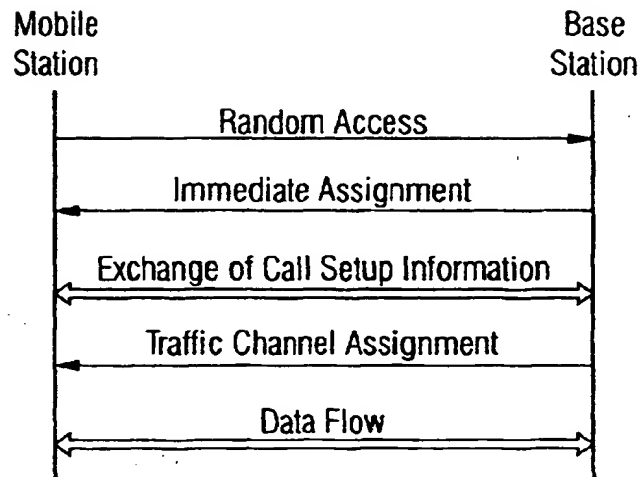 Mobile
Station
Base
Station
Random Access
Immediate Assignment
Exchange of Call Setup Information
Traffic Channel Assignment
Data Flow